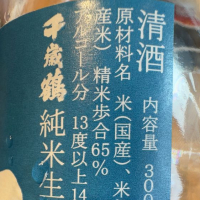 清酒 内容量 300
原材料名 米(国産)、米
産米) 精米歩合65%
アルコール分 13度以上14
千歳鶴 純米生